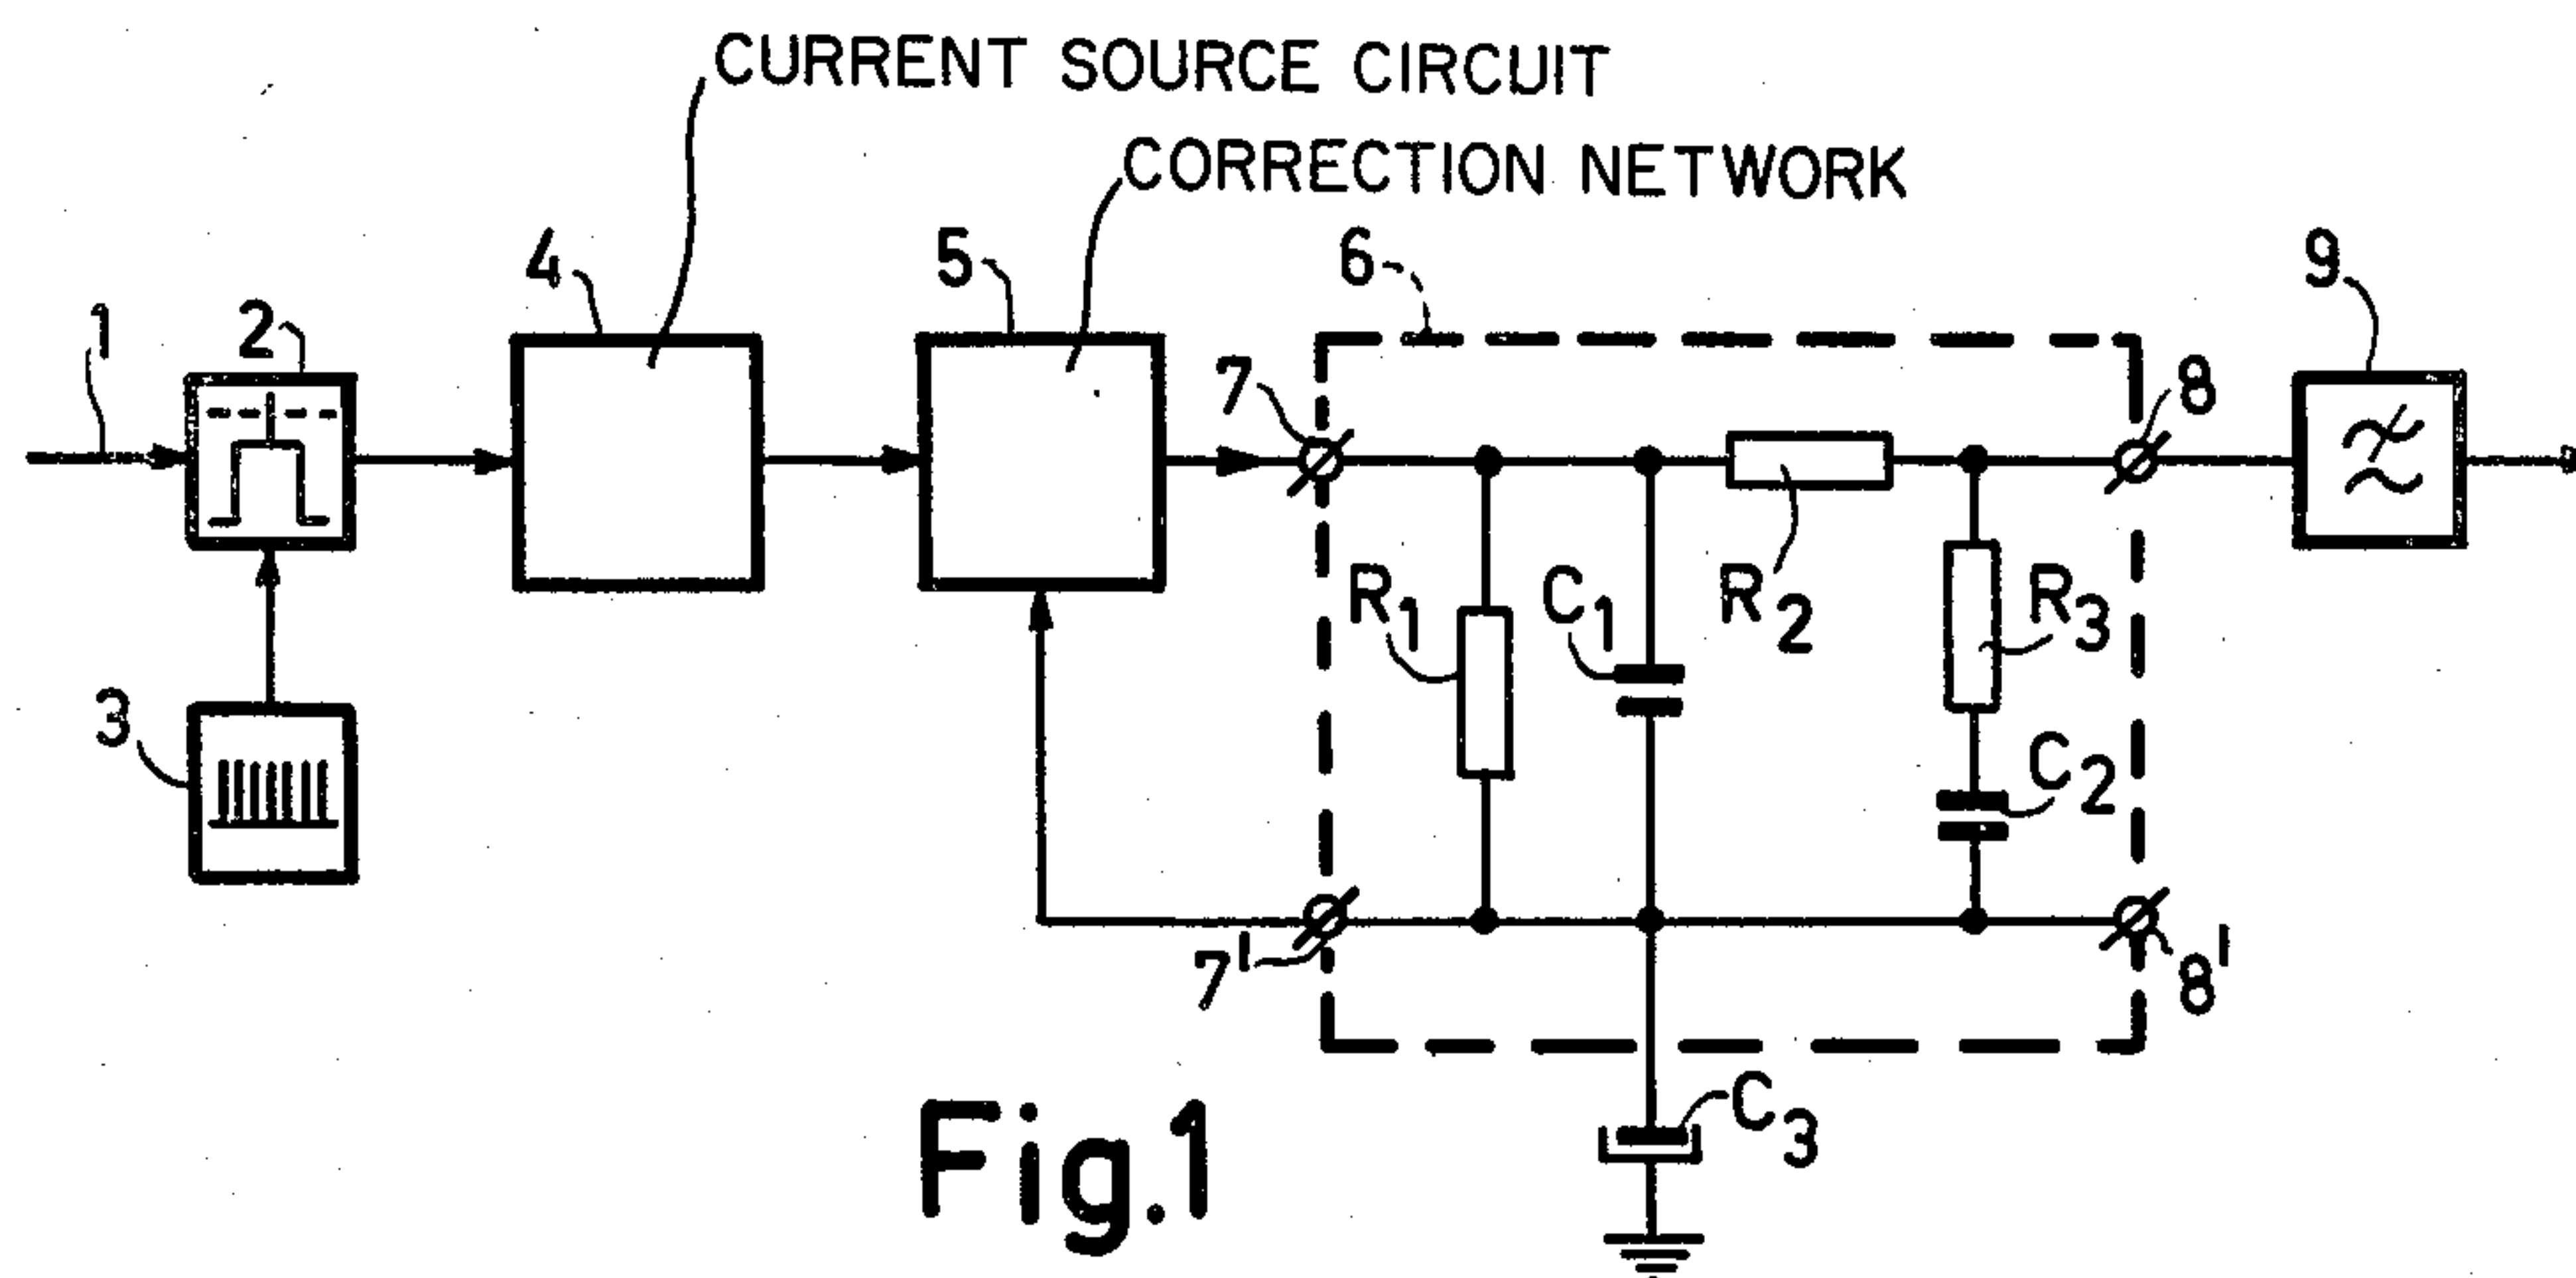 CURRENT SOURCE CIRCUIT
CORRECTION NETWORK
4
5
6
9
1
2
7
8
R1
C1
R2
R3
3
C2
7'
8'
C3
Fig.1